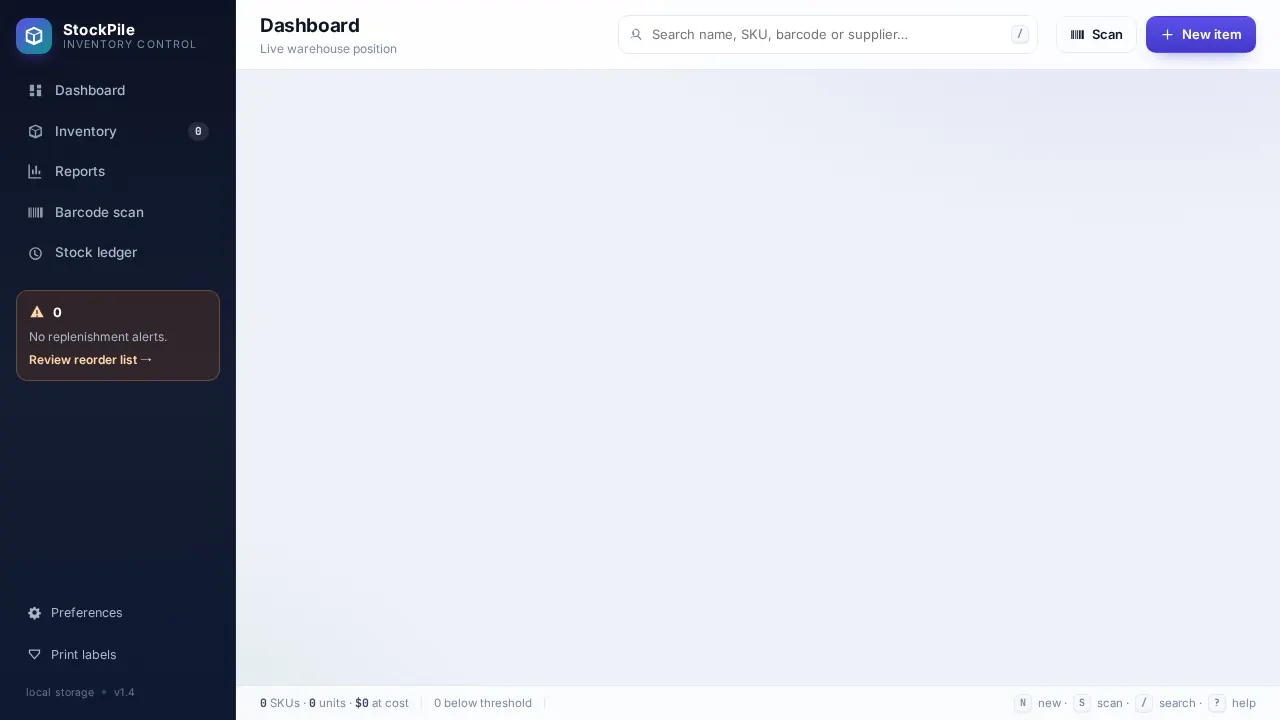 StockPile
INVENTORY CONTROL
Dashboard
Inventory 0
Reports
Barcode scan
Stock ledger
0
No replenishment alerts.
Review reorder list →
Preferences
Print labels
local storage • v1.4
Dashboard
Live warehouse position
Search name, SKU, barcode or supplier... /
Scan
New item
0 SKUs · 0 units · $0 at cost
0 below threshold
N new · S scan · / search · ? help